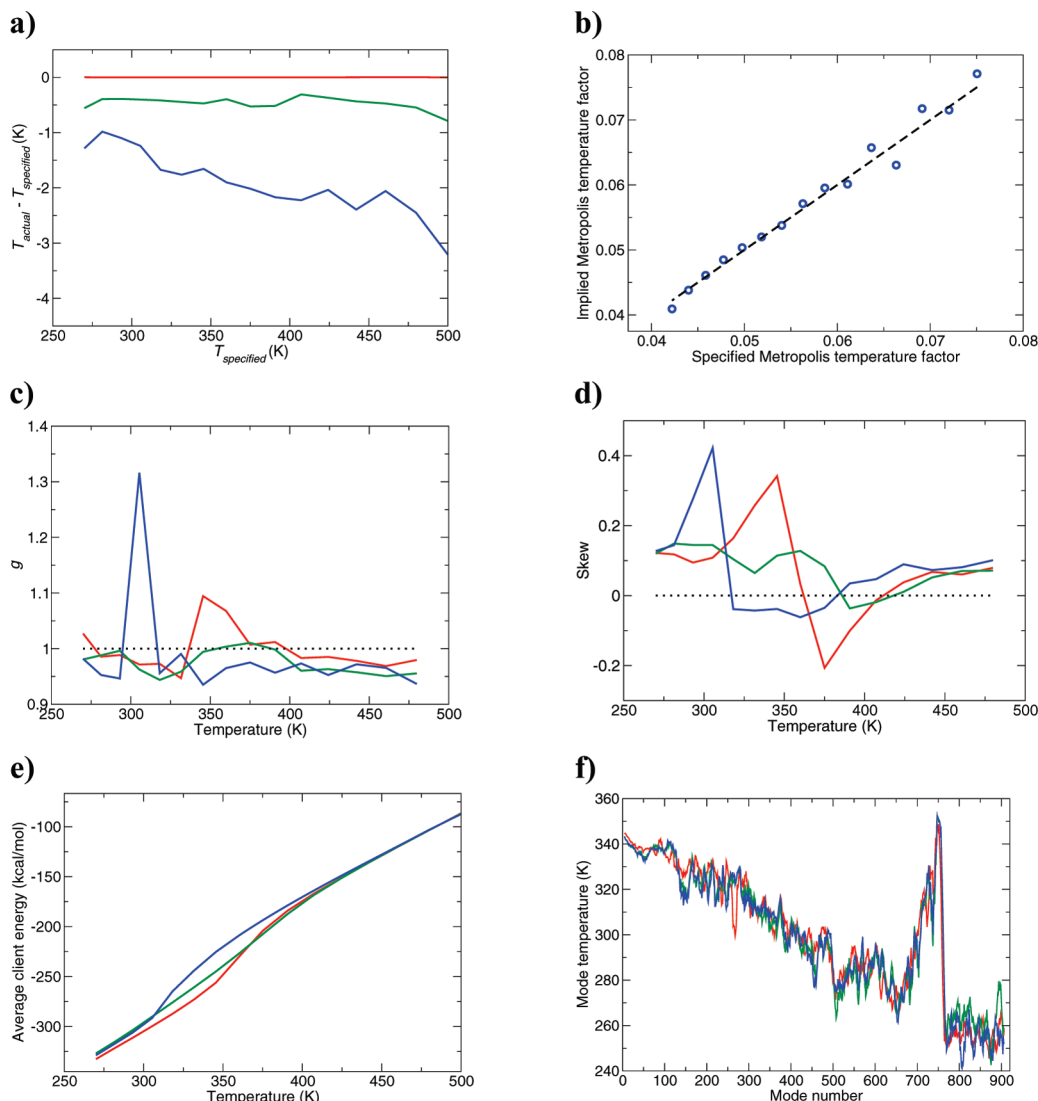 a)
0
-1
-2
-3
-4
T_actual - T_specified (K)
250 300 350 400 450 500
T_specified (K)
b)
0.08
0.07
0.06
0.05
0.04
Implied Metropolis temperature factor
0.04 0.05 0.06 0.07 0.08
Specified Metropolis temperature factor
c)
1.4
1.3
1.2
1.1
1
0.9
g
250 300 350 400 450 500
Temperature (K)
d)
0.4
0.2
0
-0.2
Skew
250 300 350 400 450 500
Temperature (K)
e)
-100
-150
-200
-250
-300
Average client energy (kcal/mol)
250 300 350 400 450 500
Temperature (K)
f)
360
340
320
300
280
260
240
Mode temperature (K)
0 100 200 300 400 500 600 700 800 900
Mode number